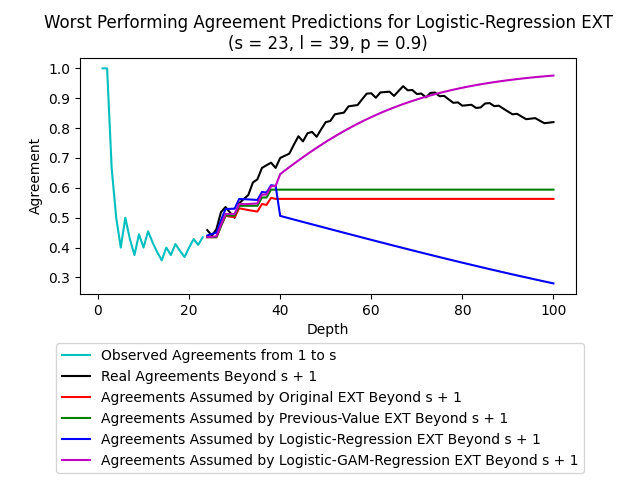 Worst Performing Agreement Predictions for Logistic-Regression EXT
(s = 23, l = 39, p = 0.9)
Agreement
1.0
0.9
0.8
0.7
0.6
0.5
0.4
0.3
0 20 40 60 80 100
Depth
Observed Agreements from 1 to s
Real Agreements Beyond s + 1
Agreements Assumed by Original EXT Beyond s + 1
Agreements Assumed by Previous-Value EXT Beyond s + 1
Agreements Assumed by Logistic-Regression EXT Beyond s + 1
Agreements Assumed by Logistic-GAM-Regression EXT Beyond s + 1